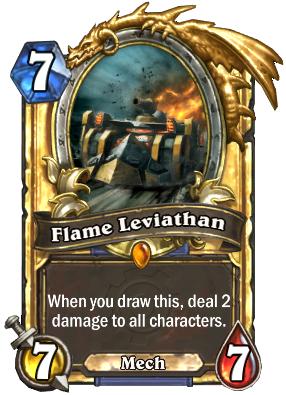 7
Flame Leviathan
When you draw this, deal 2
damage to all characters.
7
Mech
7